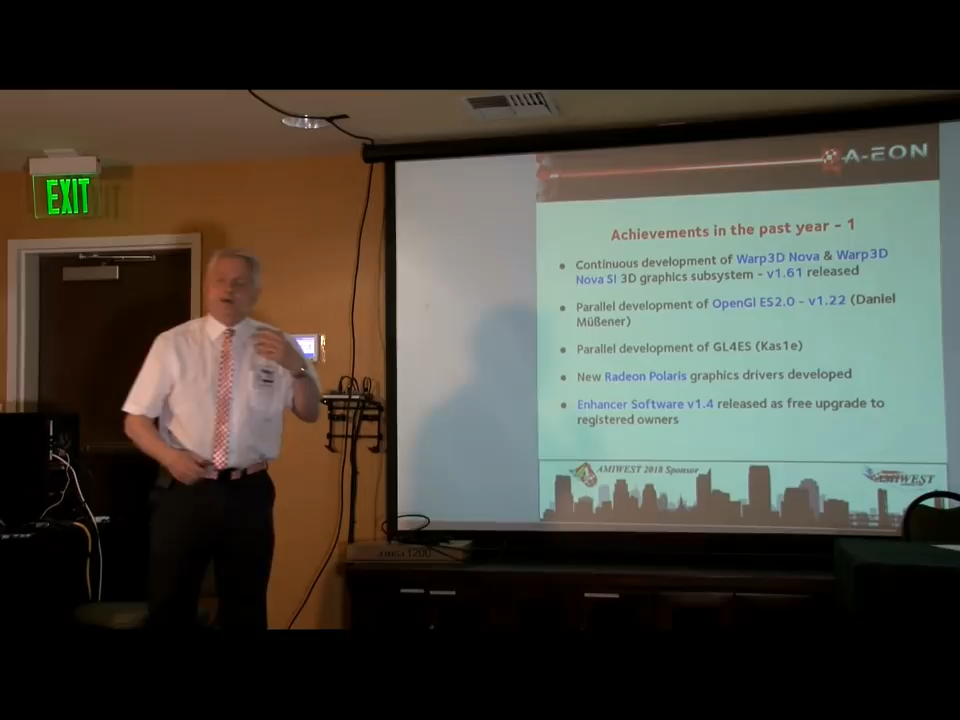 EXIT
A-EON
Achievements in the past year - 1
• Continuous development of Warp3D Nova & Warp3D
Nova SI 3D graphics subsystem - v1.61 released
• Parallel development of OpenGl ES2.0 - v1.22 (Daniel
Müßener)
• Parallel development of GL4ES (Kas1e)
• New Radeon Polaris graphics drivers developed
• Enhancer Software v1.4 released as free upgrade to
registered owners
AMIWEST 2018 Sponsor
AMIWEST
1200